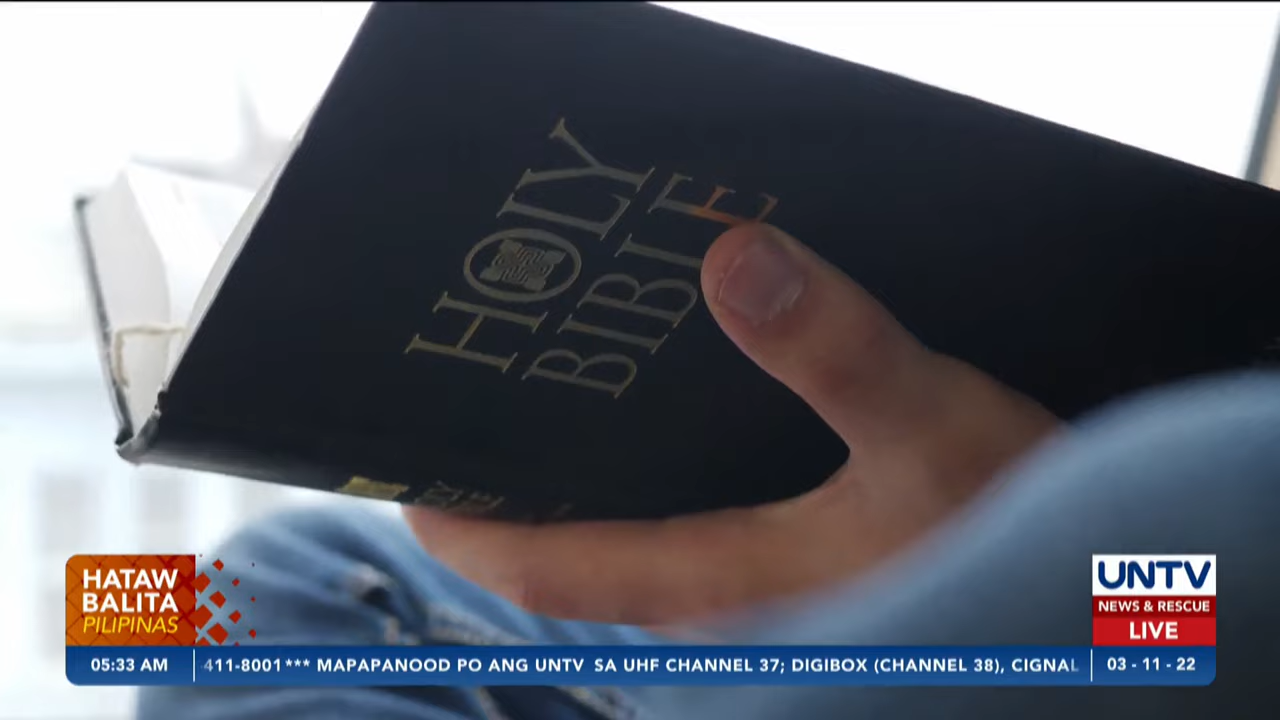 HOLY
BIBLE
HATAW
BALITA
PILIPINAS
UNTV
NEWS & RESCUE
LIVE
05:33 AM
411-8001*** MAPAPANOOD PO ANG UNTV SA UHF CHANNEL 37; DIGIBOX (CHANNEL 38), CIGNAL
03 - 11 - 22